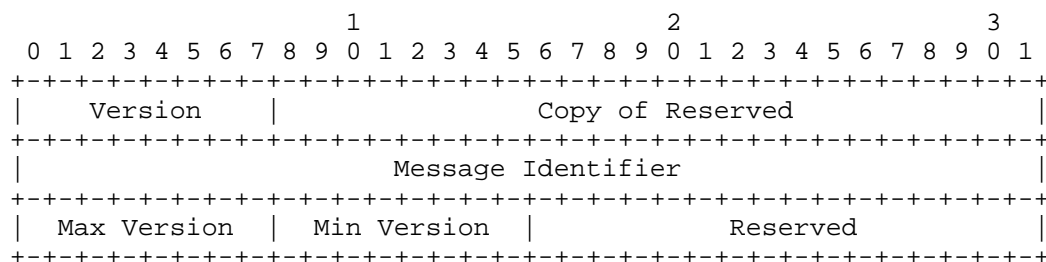 1                   2                   3
 0 1 2 3 4 5 6 7 8 9 0 1 2 3 4 5 6 7 8 9 0 1 2 3 4 5 6 7 8 9 0 1
+-+-+-+-+-+-+-+-+-+-+-+-+-+-+-+-+-+-+-+-+-+-+-+-+-+-+-+-+-+-+-+-+
|    Version    |                Copy of Reserved               |
+-+-+-+-+-+-+-+-+-+-+-+-+-+-+-+-+-+-+-+-+-+-+-+-+-+-+-+-+-+-+-+-+
|                       Message Identifier                      |
+-+-+-+-+-+-+-+-+-+-+-+-+-+-+-+-+-+-+-+-+-+-+-+-+-+-+-+-+-+-+-+-+
|  Max Version  |  Min Version  |            Reserved           |
+-+-+-+-+-+-+-+-+-+-+-+-+-+-+-+-+-+-+-+-+-+-+-+-+-+-+-+-+-+-+-+-+